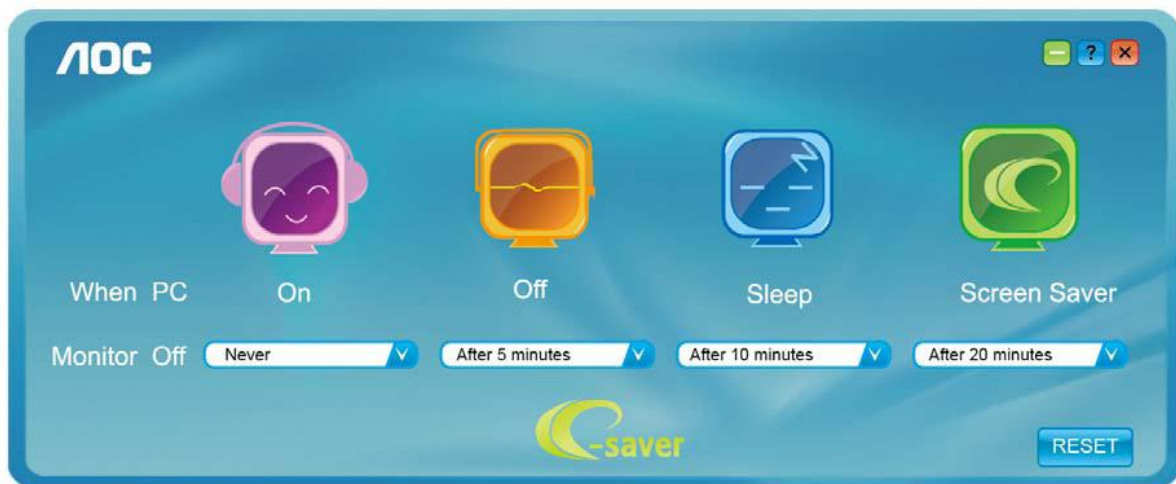 AOC
?
When PC On Off Sleep Screen Saver
Monitor Off Never After 5 minutes After 10 minutes After 20 minutes
e-saver
RESET